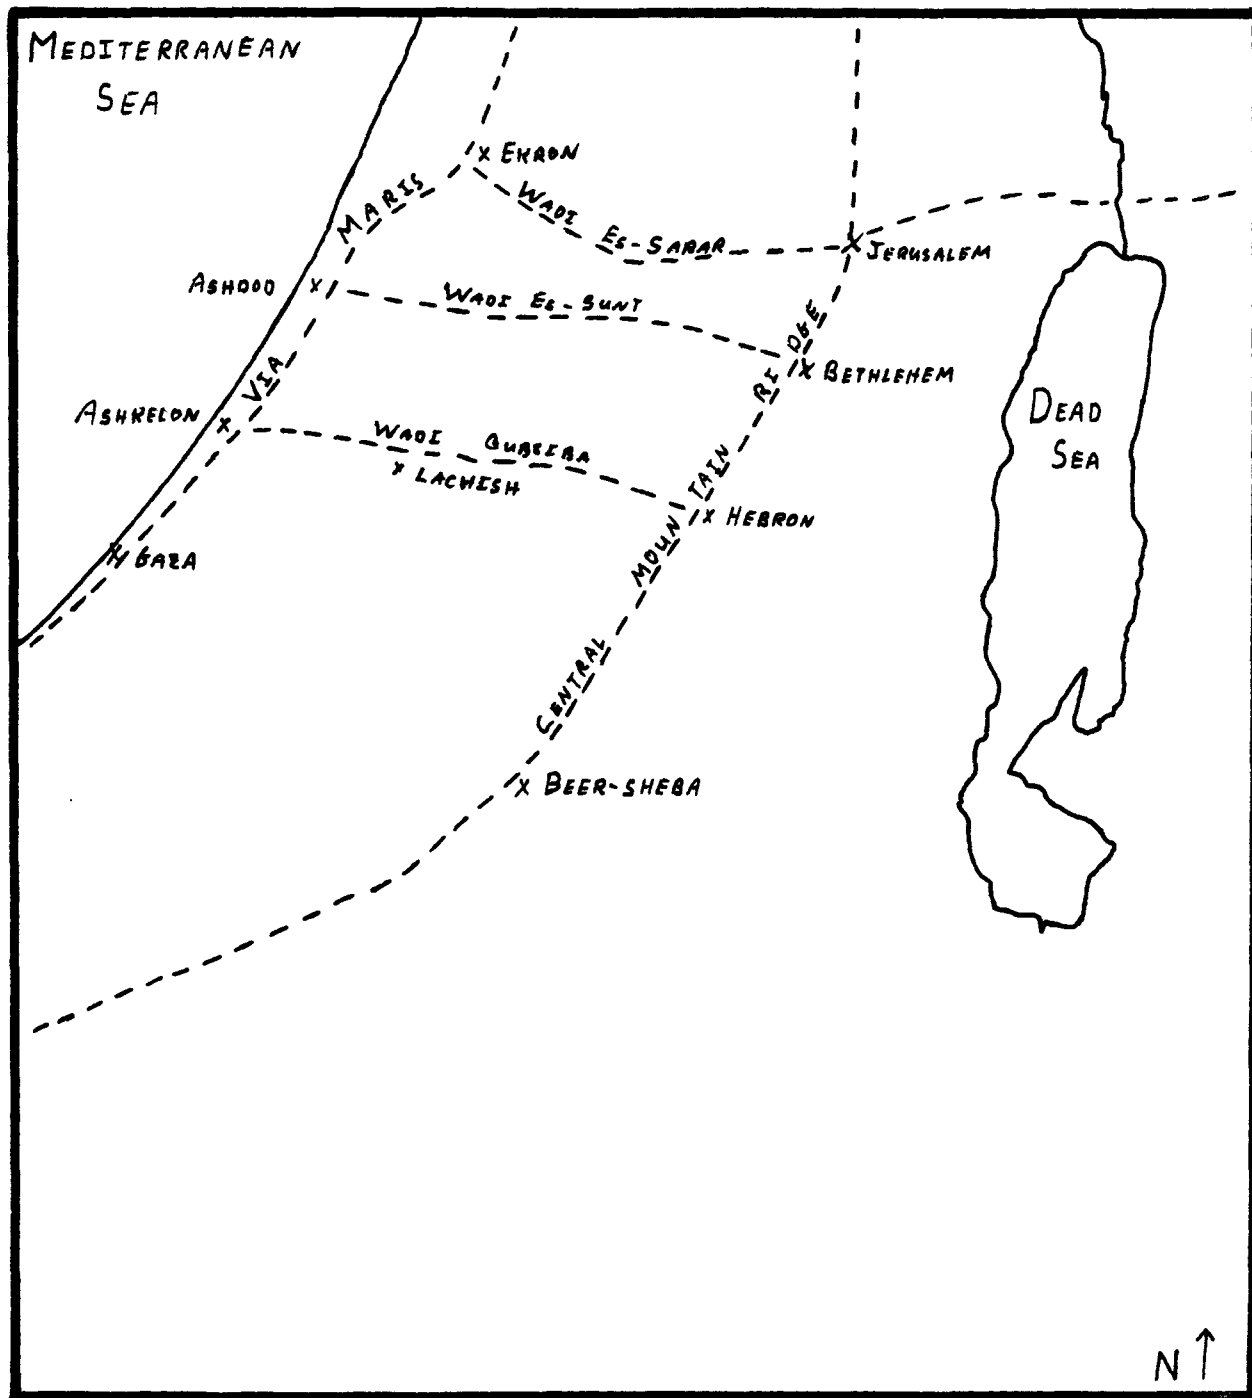 MEDITERRANEAN
SEA
EKRON
MARIS
WADI
ES-SARAR
JERUSALEM
ASHDOD
WADI ES-SUNT
RIDGE
BETHLEHEM
VIA
ASHKELON
WADI QUBEIBA
LACHISH
DEAD
SEA
MOUNTAIN
HEBRON
GAZA
CENTRAL
BEER-SHEBA
N